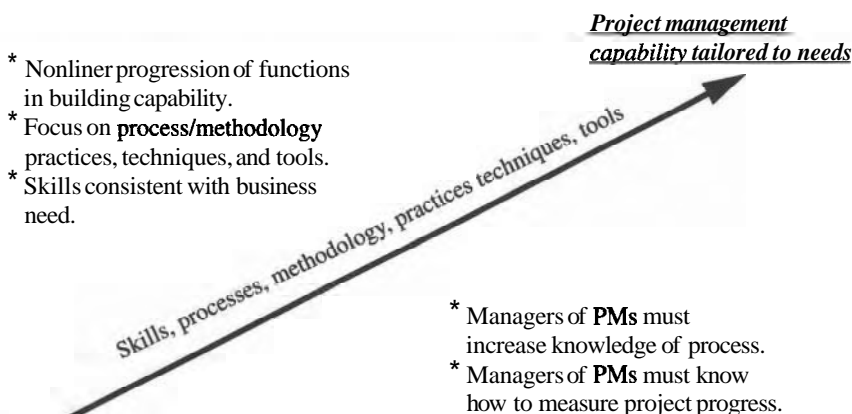 Project management
capability tailored to needs
* Nonliner progression of functions
in building capability.
* Focus on process/methodology
practices, techniques, and tools.
* Skills consistent with business
need.
Skills, processes, methodology, practices techniques, tools
* Managers of PMs must
increase knowledge of process.
* Managers of PMs must know
how to measure project progress.